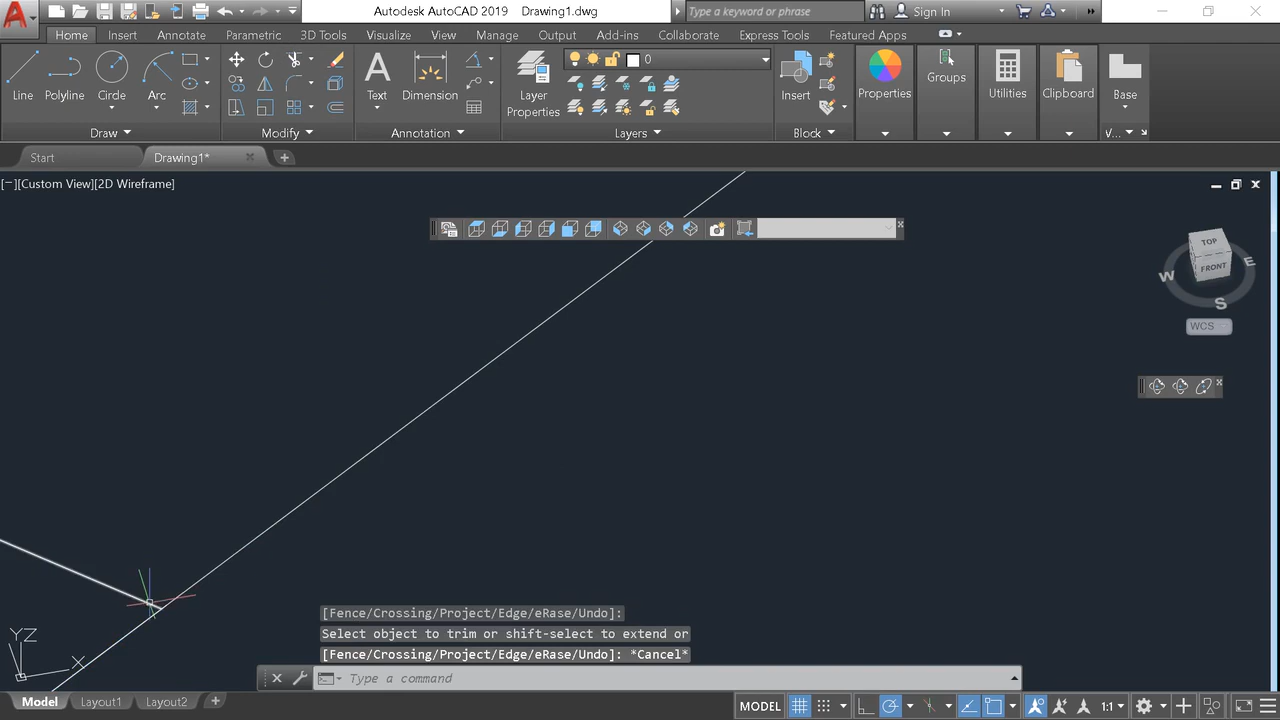 Autodesk AutoCAD 2019 Drawing1.dwg
Type a keyword or phrase
Sign In
Home Insert Annotate Parametric 3D Tools Visualize View Manage Output Add-ins Collaborate Express Tools Featured Apps
Line Polyline Circle Arc
Text Dimension
Layer
Properties
0
Insert
Properties
Groups
Utilities
Clipboard
Base
Draw Modify Annotation Layers Block V...
Start Drawing1*
[−][Custom View][2D Wireframe]
TOP
FRONT
W E
S
WCS
YZ
X
[Fence/Crossing/Project/Edge/eRase/Undo]:
Select object to trim or shift-select to extend or
[Fence/Crossing/Project/Edge/eRase/Undo]: *Cancel*
Type a command
Model Layout1 Layout2
MODEL 1:1